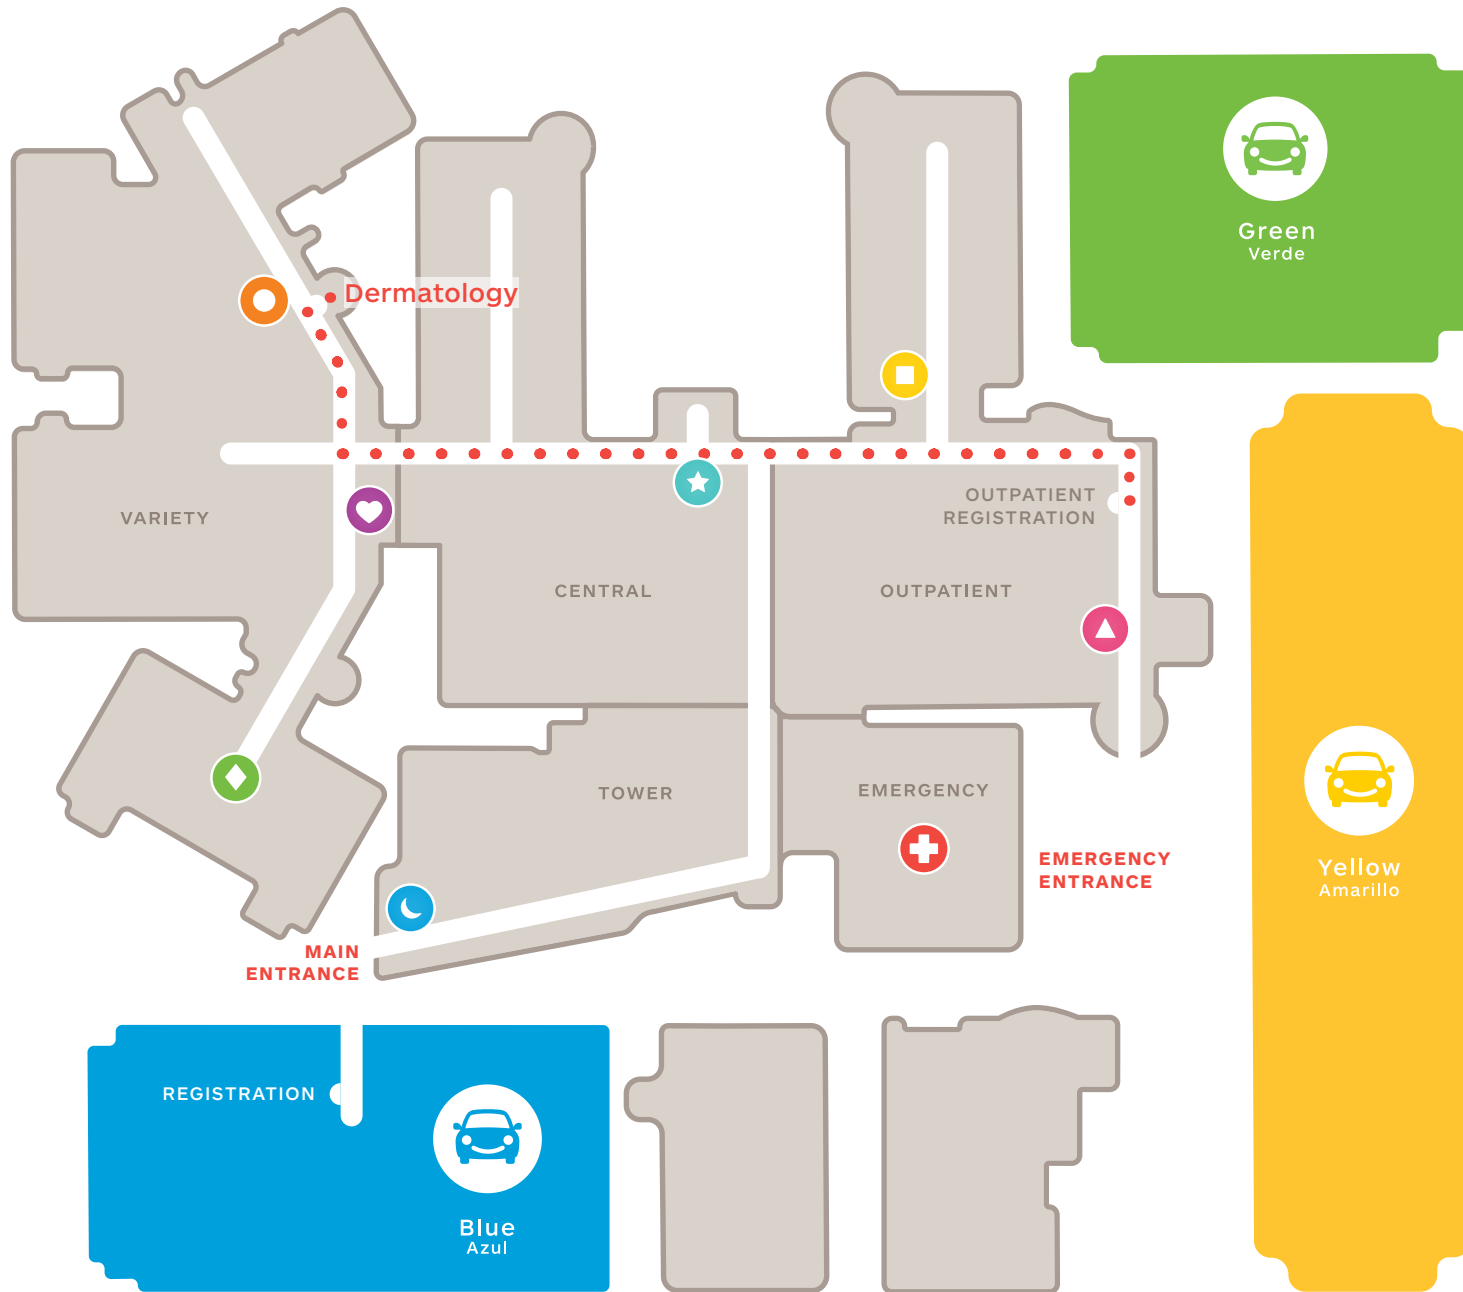 Green
Verde
Dermatology
OUTPATIENT
REGISTRATION
VARIETY
CENTRAL
OUTPATIENT
TOWER
EMERGENCY
EMERGENCY
ENTRANCE
Yellow
Amarillo
MAIN
ENTRANCE
REGISTRATION
Blue
Azul